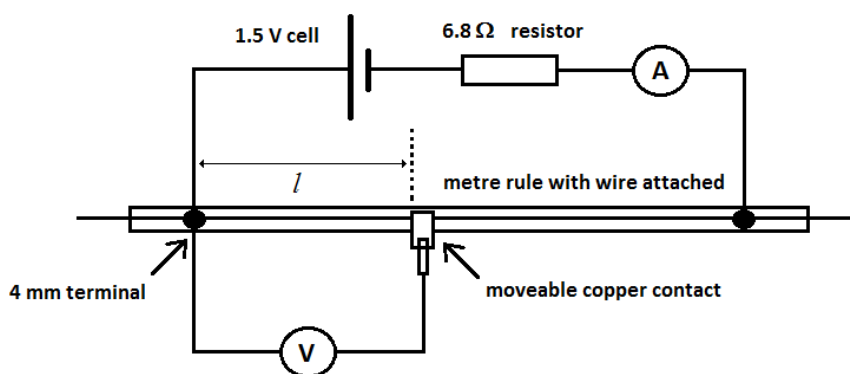 1.5 V cell
6.8 Ω resistor
A
l
metre rule with wire attached
4 mm terminal
moveable copper contact
V